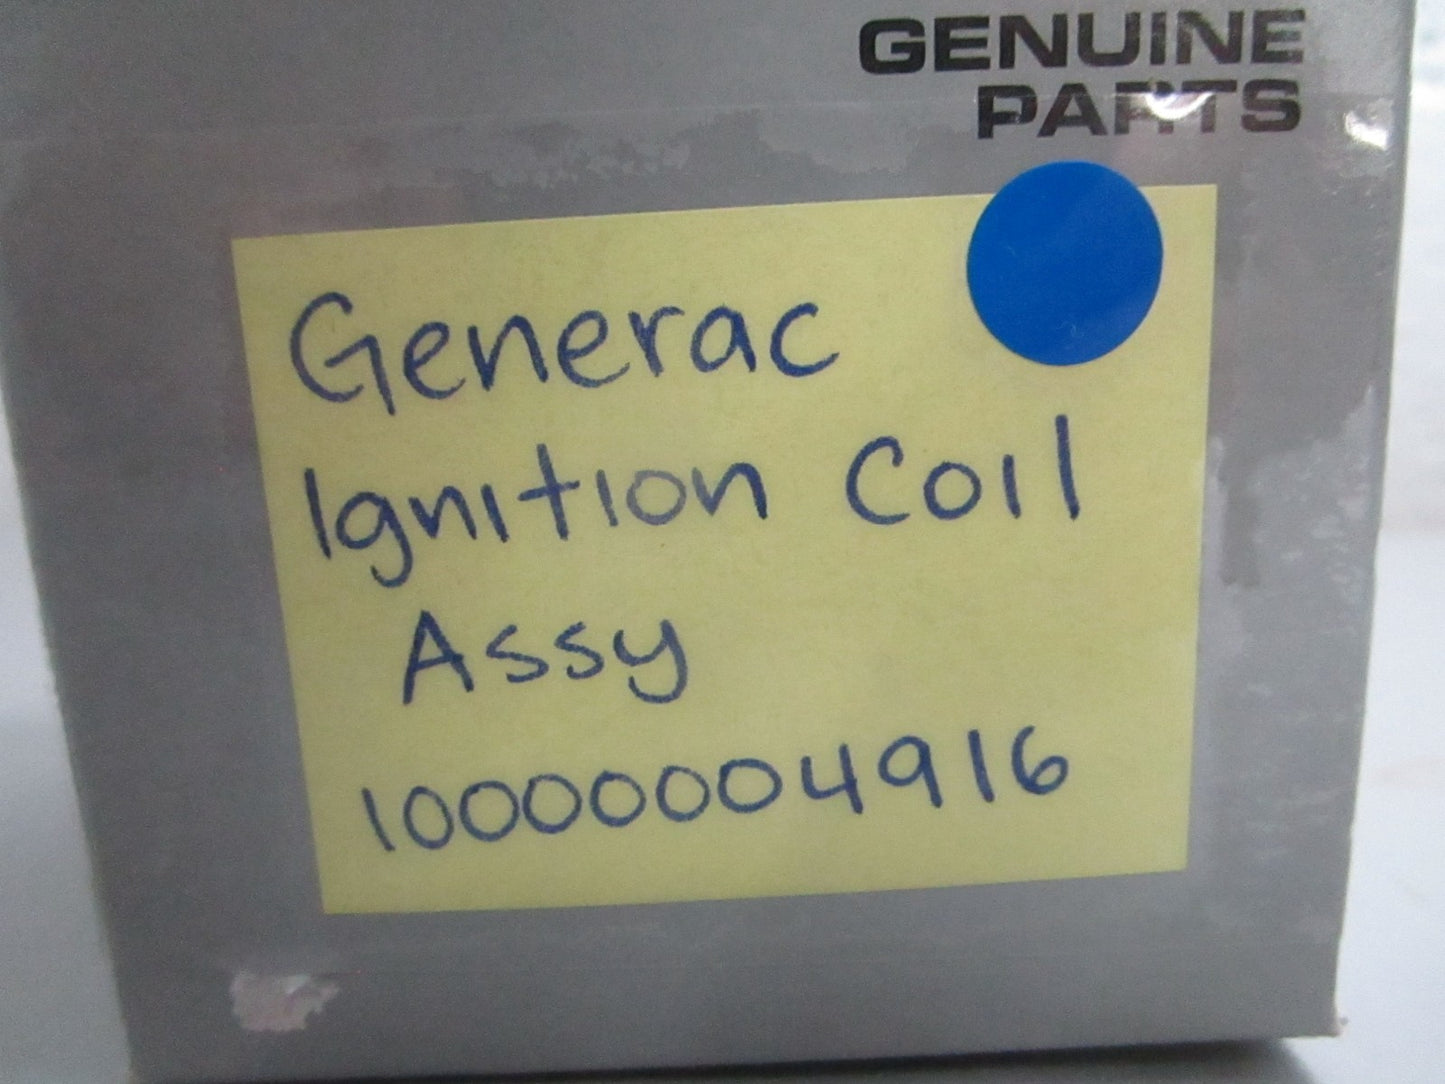 GENUINE
PARTS
Generac
Ignition Coil
Assy
10000004916